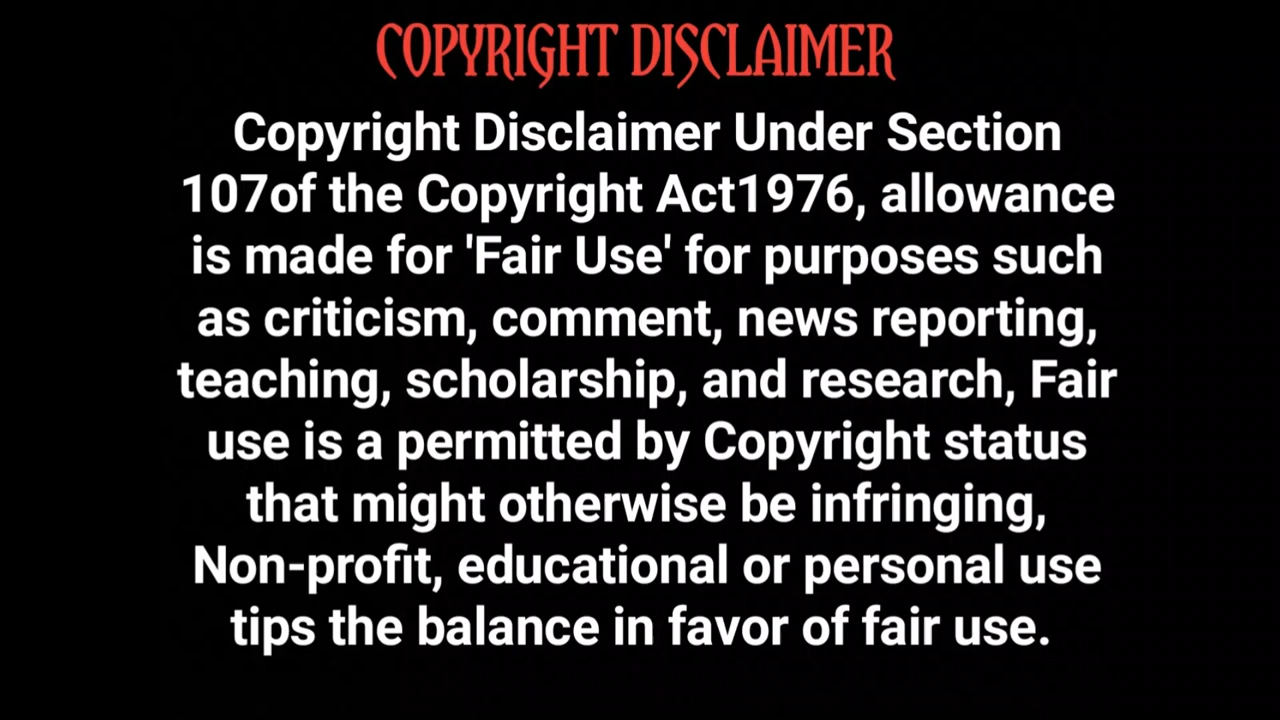 COPYRIGHT DISCLAIMER
Copyright Disclaimer Under Section
107of the Copyright Act1976, allowance
is made for 'Fair Use' for purposes such
as criticism, comment, news reporting,
teaching, scholarship, and research, Fair
use is a permitted by Copyright status
that might otherwise be infringing,
Non-profit, educational or personal use
tips the balance in favor of fair use.